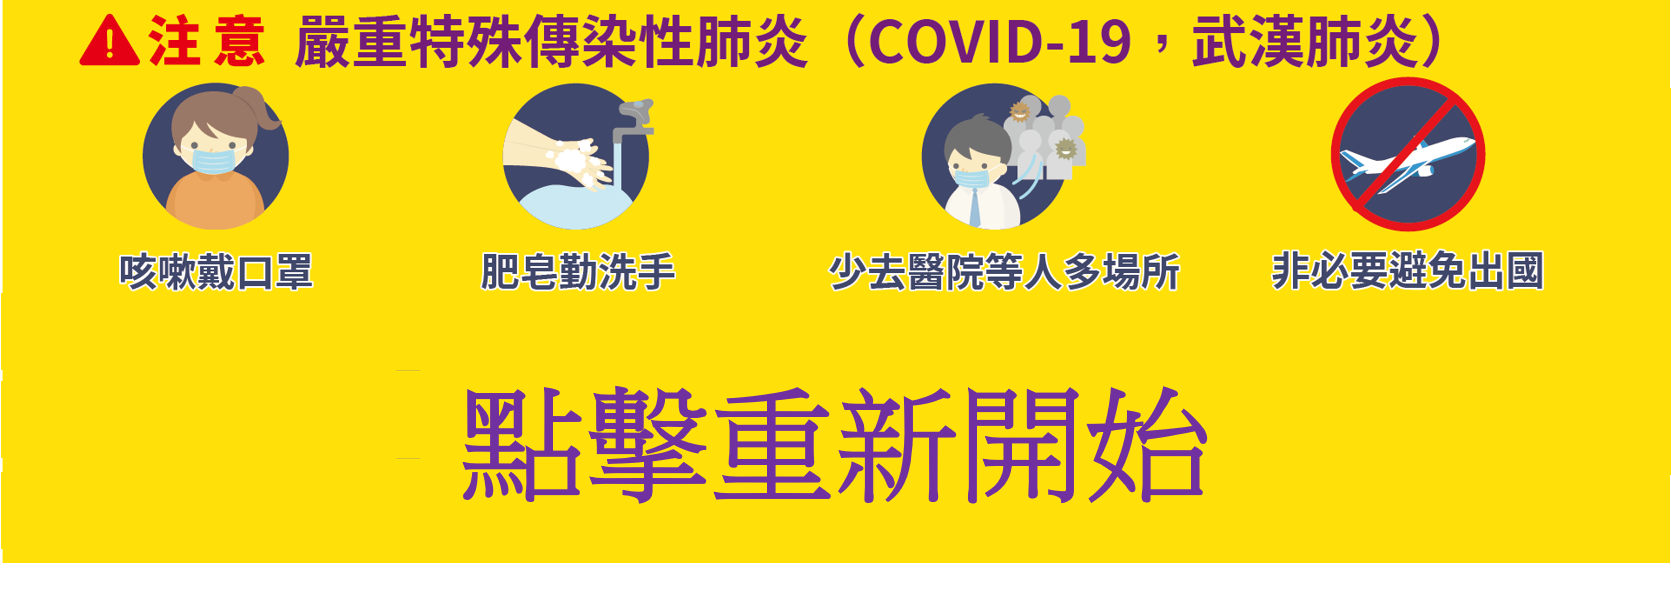 注意 嚴重特殊傳染性肺炎（COVID-19，武漢肺炎）
咳嗽戴口罩 肥皂勤洗手 少去醫院等人多場所 非必要避免出國
點擊重新開始